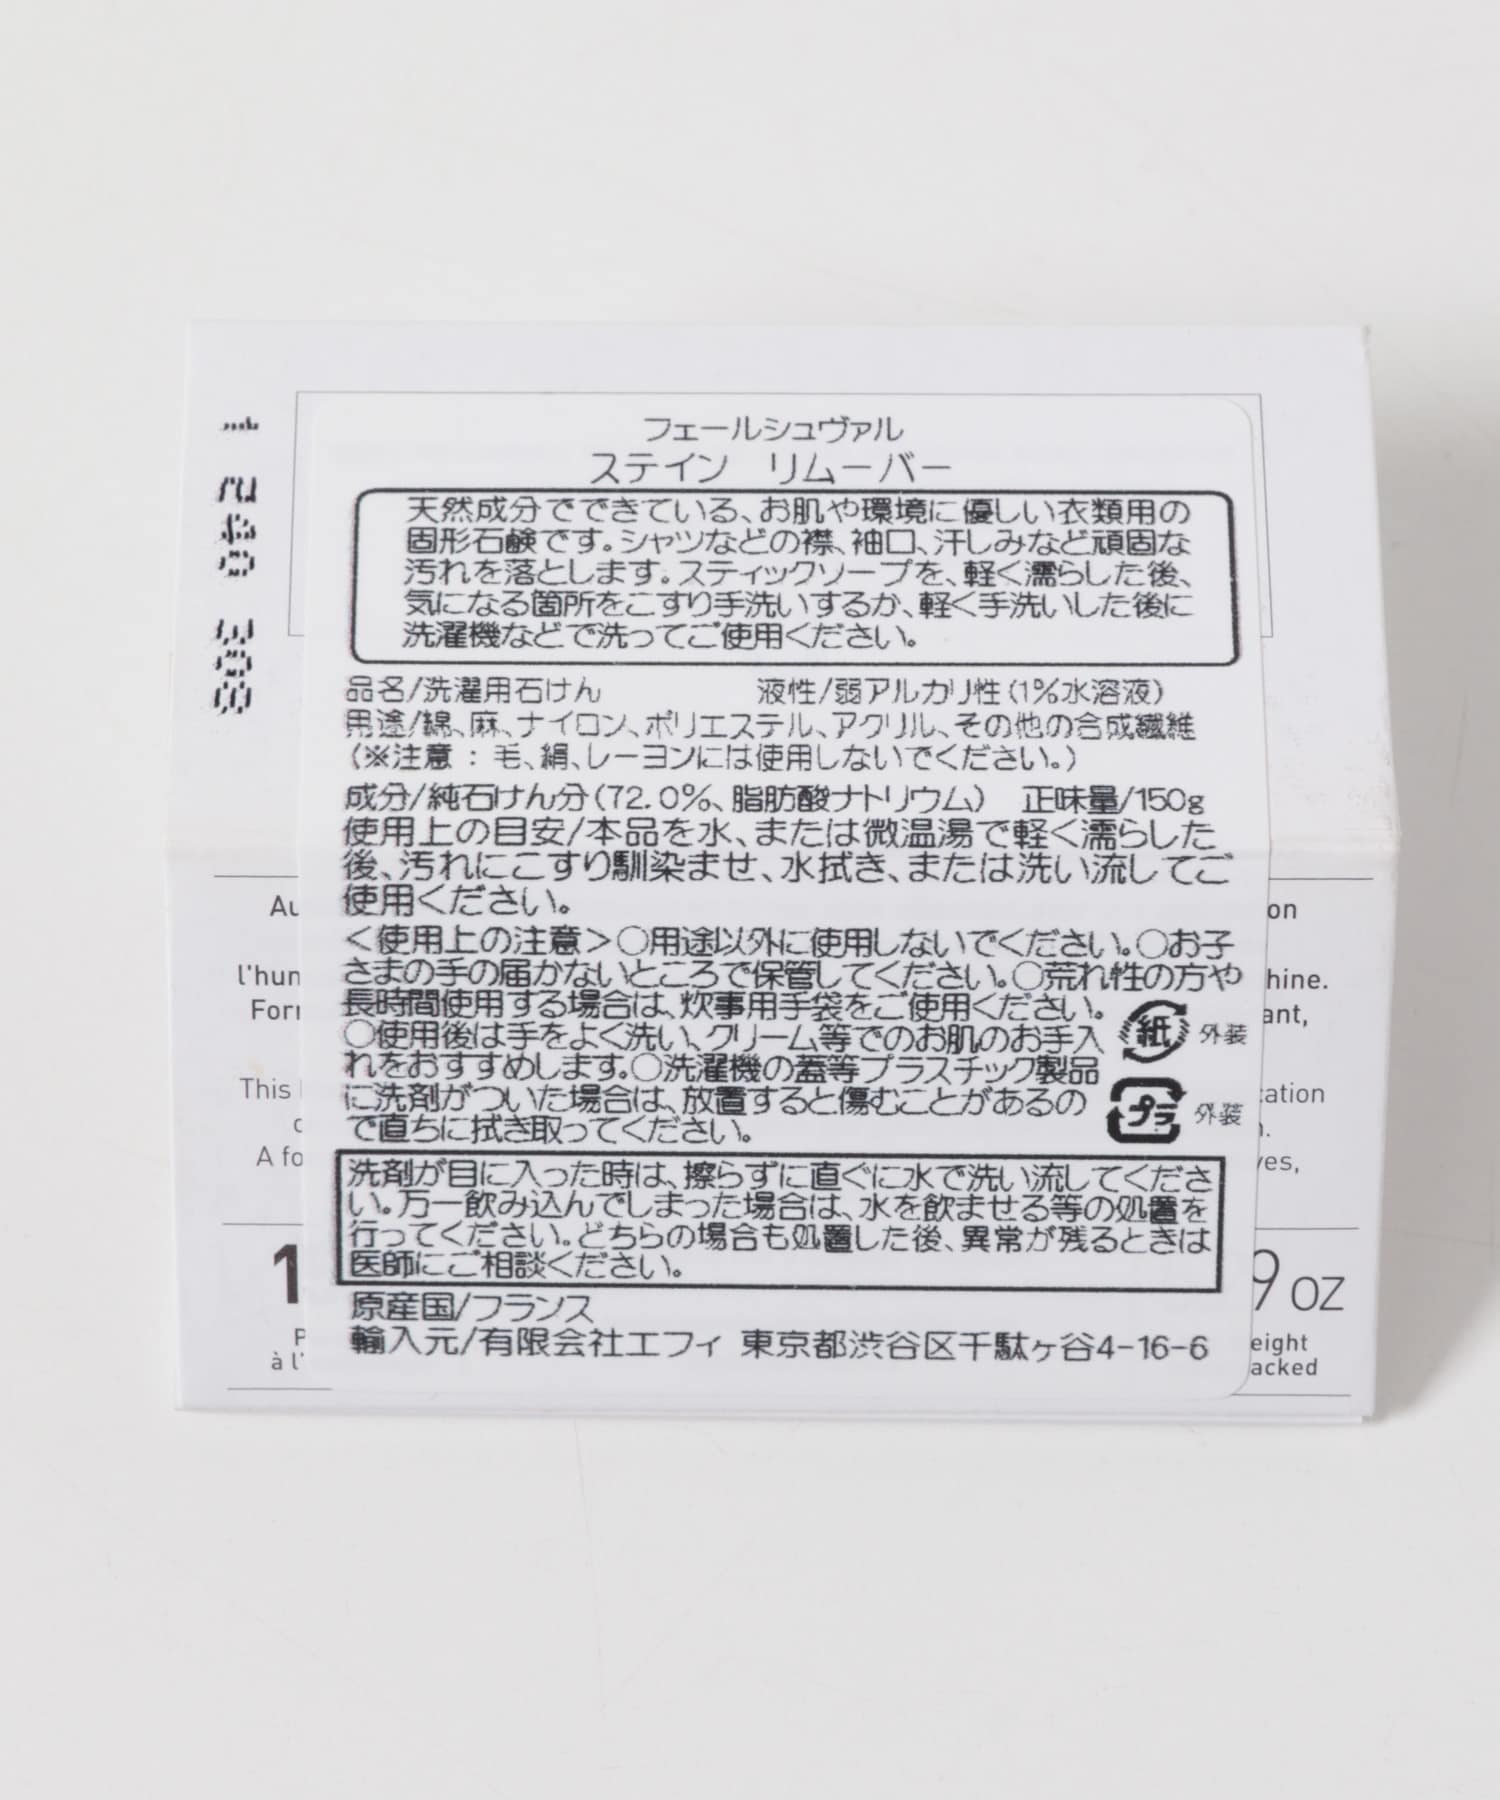 フェールシュヴァル
ステイン リムーバー
天然成分でできている、お肌や環境に優しい衣類用の
固形石鹸です。シャツなどの襟、袖口、汗しみなど頑固な
汚れを落とします。スティックソープを、軽く濡らした後、
気になる箇所をこすり手洗いするか、軽く手洗いした後に
洗濯機などで洗ってご使用ください。
品名/洗濯用石けん 液性/弱アルカリ性(1%水溶液)
用途/綿、麻、ナイロン、ポリエステル、アクリル、その他の合成繊維
(※注意 : 毛、絹、レーヨンには使用しないでください。)
成分/純石けん分(72.0%、脂肪酸ナトリウム) 正味量/150g
使用上の目安/本品を水、または微温湯で軽く濡らした
後、汚れにこすり馴染ませ、水拭き、または洗い流してご
使用ください。
<使用上の注意>○用途以外に使用しないでください。○お子
さまの手の届かないところで保管してください。○荒れ性の方や
長時間使用する場合は、炊事用手袋をご使用ください。
○使用後は手をよく洗い、クリーム等でのお肌のお手入
れをおすすめします。○洗濯機の蓋等プラスチック製品
に洗剤がついた場合は、放置すると傷むことがあるの
で直ちに拭き取ってください。
紙 外装
プラ 外装
洗剤が目に入った時は、擦らずに直ぐに水で洗い流してくださ
い。万一飲み込んでしまった場合は、水を飲ませる等の処置を
行ってください。どちらの場合も処置した後、異常が残るときは
医師にご相談ください。
原産国/フランス
輸入元/有限会社エフィ 東京都渋谷区千駄ヶ谷4-16-6
Au
l'hum
Forr
This
A fo
1
P
à l'
on
hine.
ant,
cation
n.
ves,
9 OZ
eight
acked